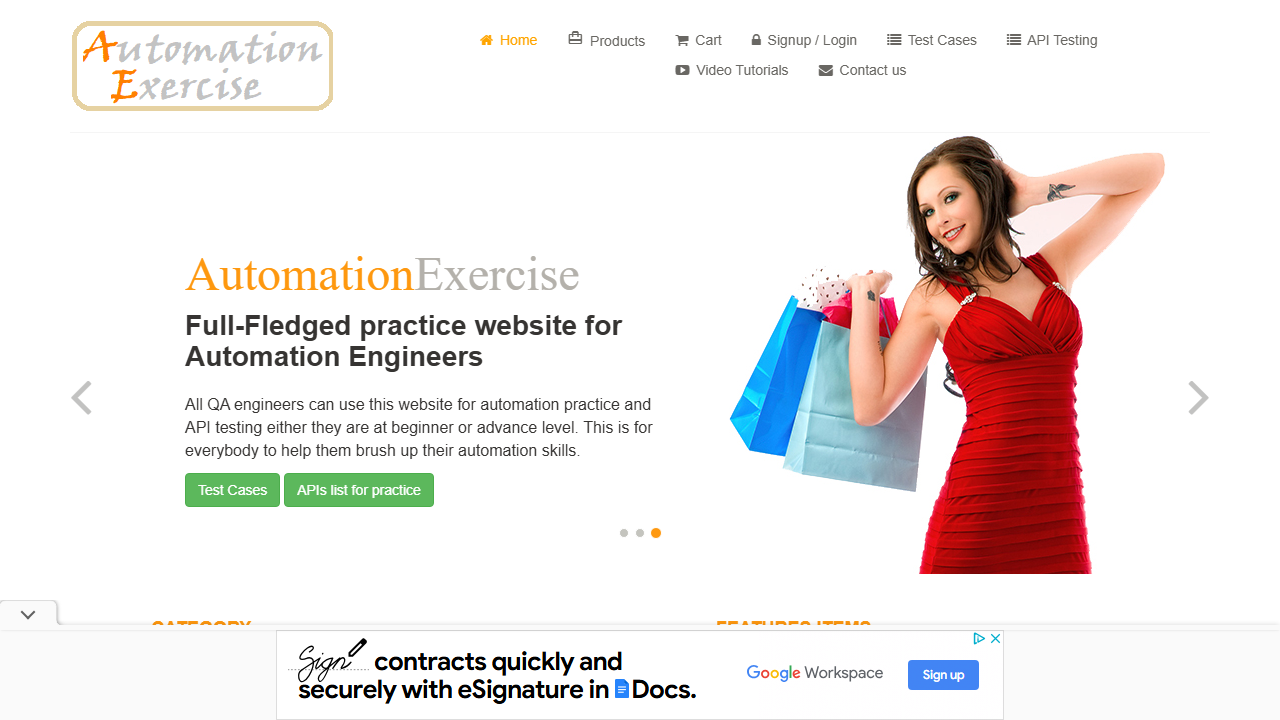 Automation
Exercise
Home
Products
Cart
Signup / Login
Test Cases
API Testing
Video Tutorials
Contact us
AutomationExercise
Full-Fledged practice website for
Automation Engineers
All QA engineers can use this website for automation practice and
API testing either they are at beginner or advance level. This is for
everybody to help them brush up their automation skills.
Test Cases
APIs list for practice
CATEGORY
FEATURES ITEMS
Sign contracts quickly and
securely with eSignature in Docs.
Google Workspace
Sign up